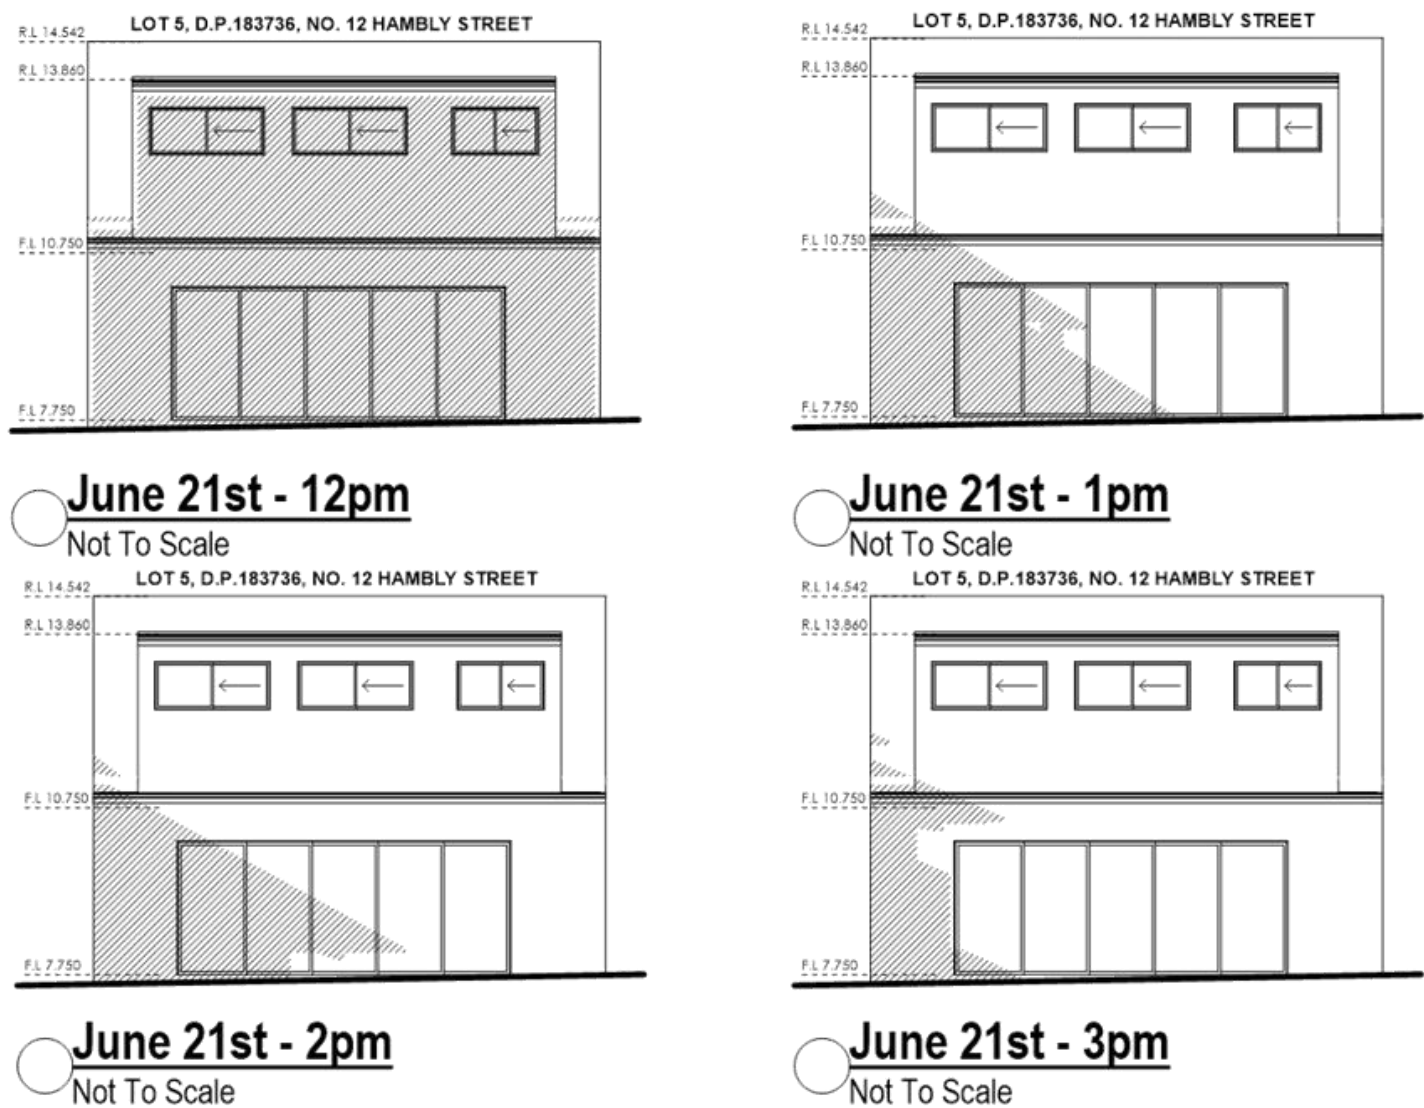 LOT 5, D.P.183736, NO. 12 HAMBLY STREET
R.L 14.542
R.L 13.860
F.L 10.750
F.L 7.750
June 21st - 12pm
Not To Scale
LOT 5, D.P.183736, NO. 12 HAMBLY STREET
R.L 14.542
R.L 13.860
F.L 10.750
F.L 7.750
June 21st - 1pm
Not To Scale
LOT 5, D.P.183736, NO. 12 HAMBLY STREET
R.L 14.542
R.L 13.860
F.L 10.750
F.L 7.750
June 21st - 2pm
Not To Scale
LOT 5, D.P.183736, NO. 12 HAMBLY STREET
R.L 14.542
R.L 13.860
F.L 10.750
F.L 7.750
June 21st - 3pm
Not To Scale